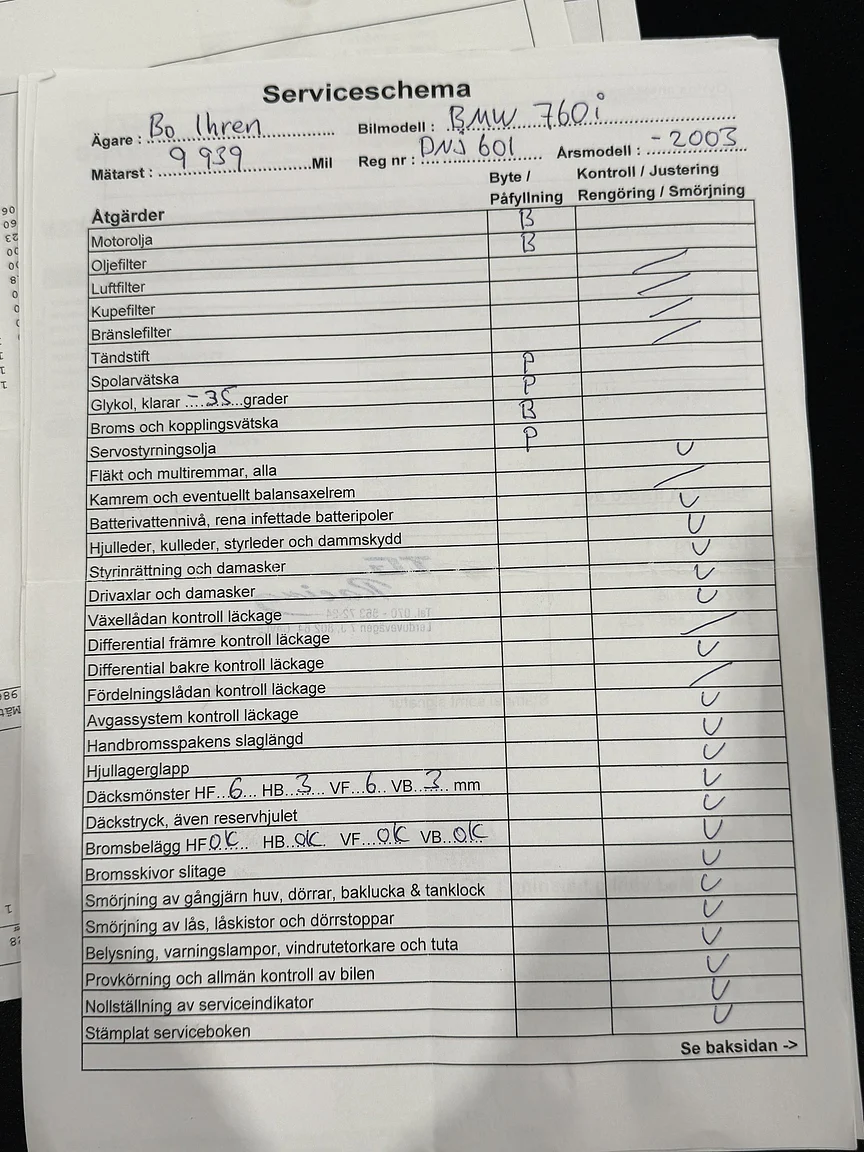 Serviceschema
Ägare : Bo Ihren Bilmodell : BMW 760i
Mätarst : 9 939 Mil Reg nr : DNJ 601 Årsmodell : -2003
Byte / Kontroll / Justering
Åtgärder Påfyllning Rengöring / Smörjning
Motorolja B
Oljefilter B
Luftfilter /
Kupefilter /
Bränslefilter /
Tändstift /
Spolarvätska P
Glykol, klarar -35 grader P
Broms och kopplingsvätska B
Servostyrningsolja P
Fläkt och multiremmar, alla
Kamrem och eventuellt balansaxelrem /
Batterivattennivå, rena infettade batteripoler
Hjulleder, kulleder, styrleder och dammskydd
Styrinrättning och damasker
Drivaxlar och damasker
Växellådan kontroll läckage
Differential främre kontroll läckage /
Differential bakre kontroll läckage
Fördelningslådan kontroll läckage /
Avgassystem kontroll läckage
Handbromsspakens slaglängd
Hjullagerglapp
Däcksmönster HF 6 HB 3 VF 6 VB 3 mm
Däckstryck, även reservhjulet
Bromsbelägg HF OK HB OK VF OK VB OK
Bromsskivor slitage
Smörjning av gångjärn huv, dörrar, baklucka & tanklock
Smörjning av lås, låskistor och dörrstoppar
Belysning, varningslampor, vindrutetorkare och tuta
Provkörning och allmän kontroll av bilen
Nollställning av serviceindikator
Stämplat serviceboken
Se baksidan ->